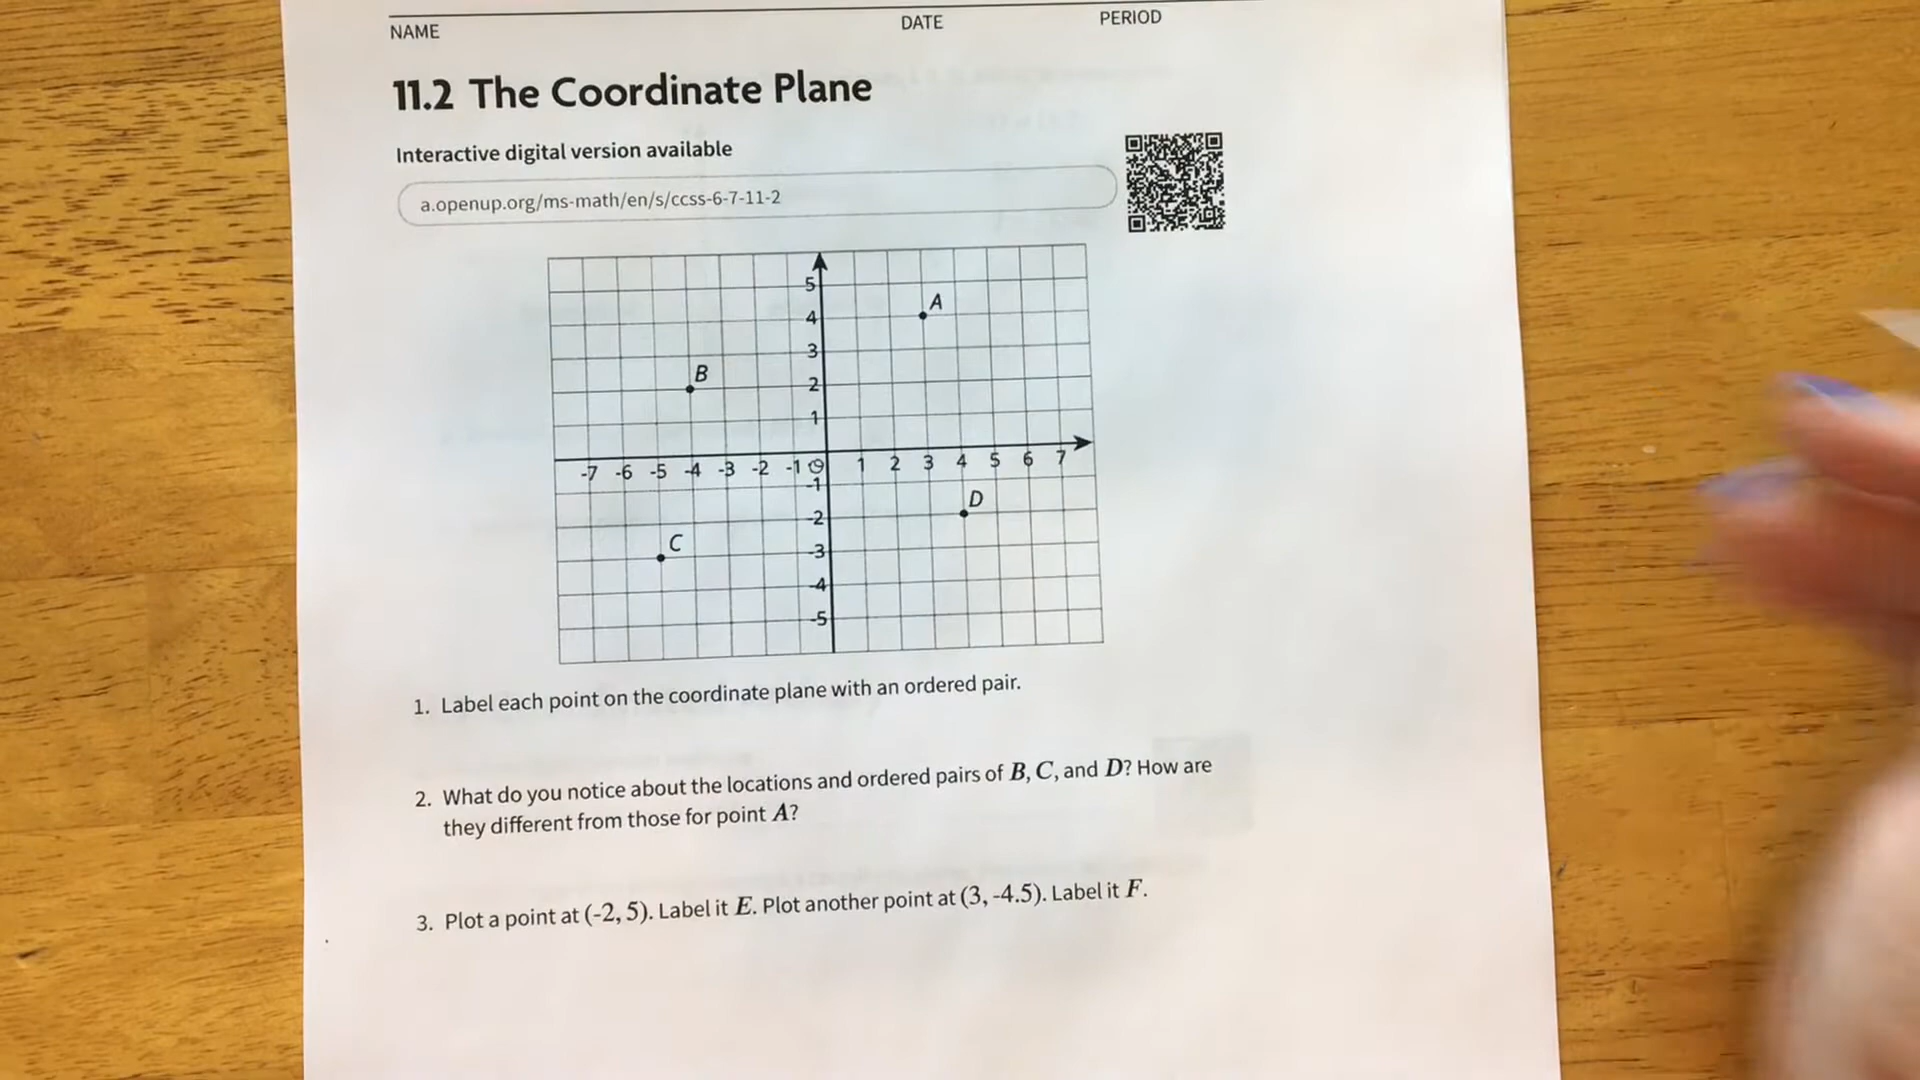 NAME DATE PERIOD
11.2 The Coordinate Plane
Interactive digital version available
a.openup.org/ms-math/en/s/ccss-6-7-11-2
5
A
4
3
B
2
1
-7 -6 -5 -4 -3 -2 -1 0 1 2 3 4 5 6 7
-1
D
-2
C
-3
-4
-5
1. Label each point on the coordinate plane with an ordered pair.
2. What do you notice about the locations and ordered pairs of B, C, and D? How are
they different from those for point A?
3. Plot a point at (-2, 5). Label it E. Plot another point at (3, -4.5). Label it F.